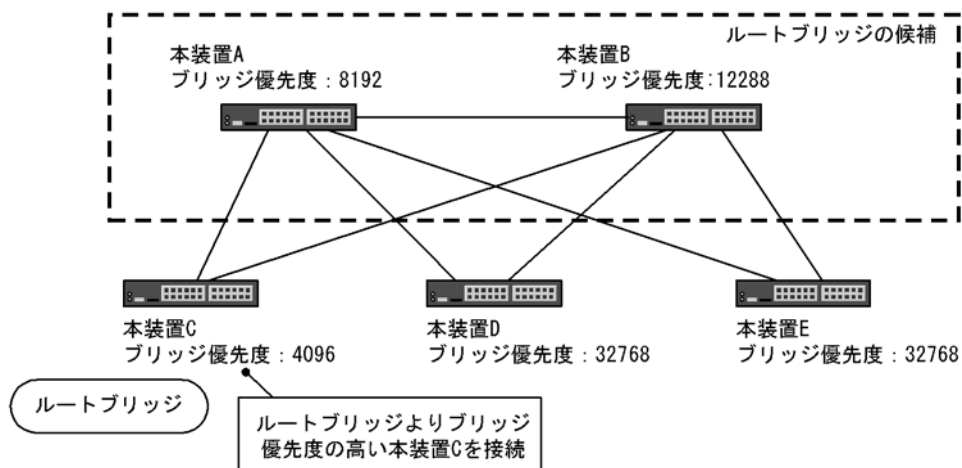 ルートブリッジの候補
本装置A
ブリッジ優先度：8192
本装置B
ブリッジ優先度:12288
本装置C
ブリッジ優先度：4096
本装置D
ブリッジ優先度：32768
本装置E
ブリッジ優先度：32768
ルートブリッジ
ルートブリッジよりブリッジ
優先度の高い本装置Cを接続